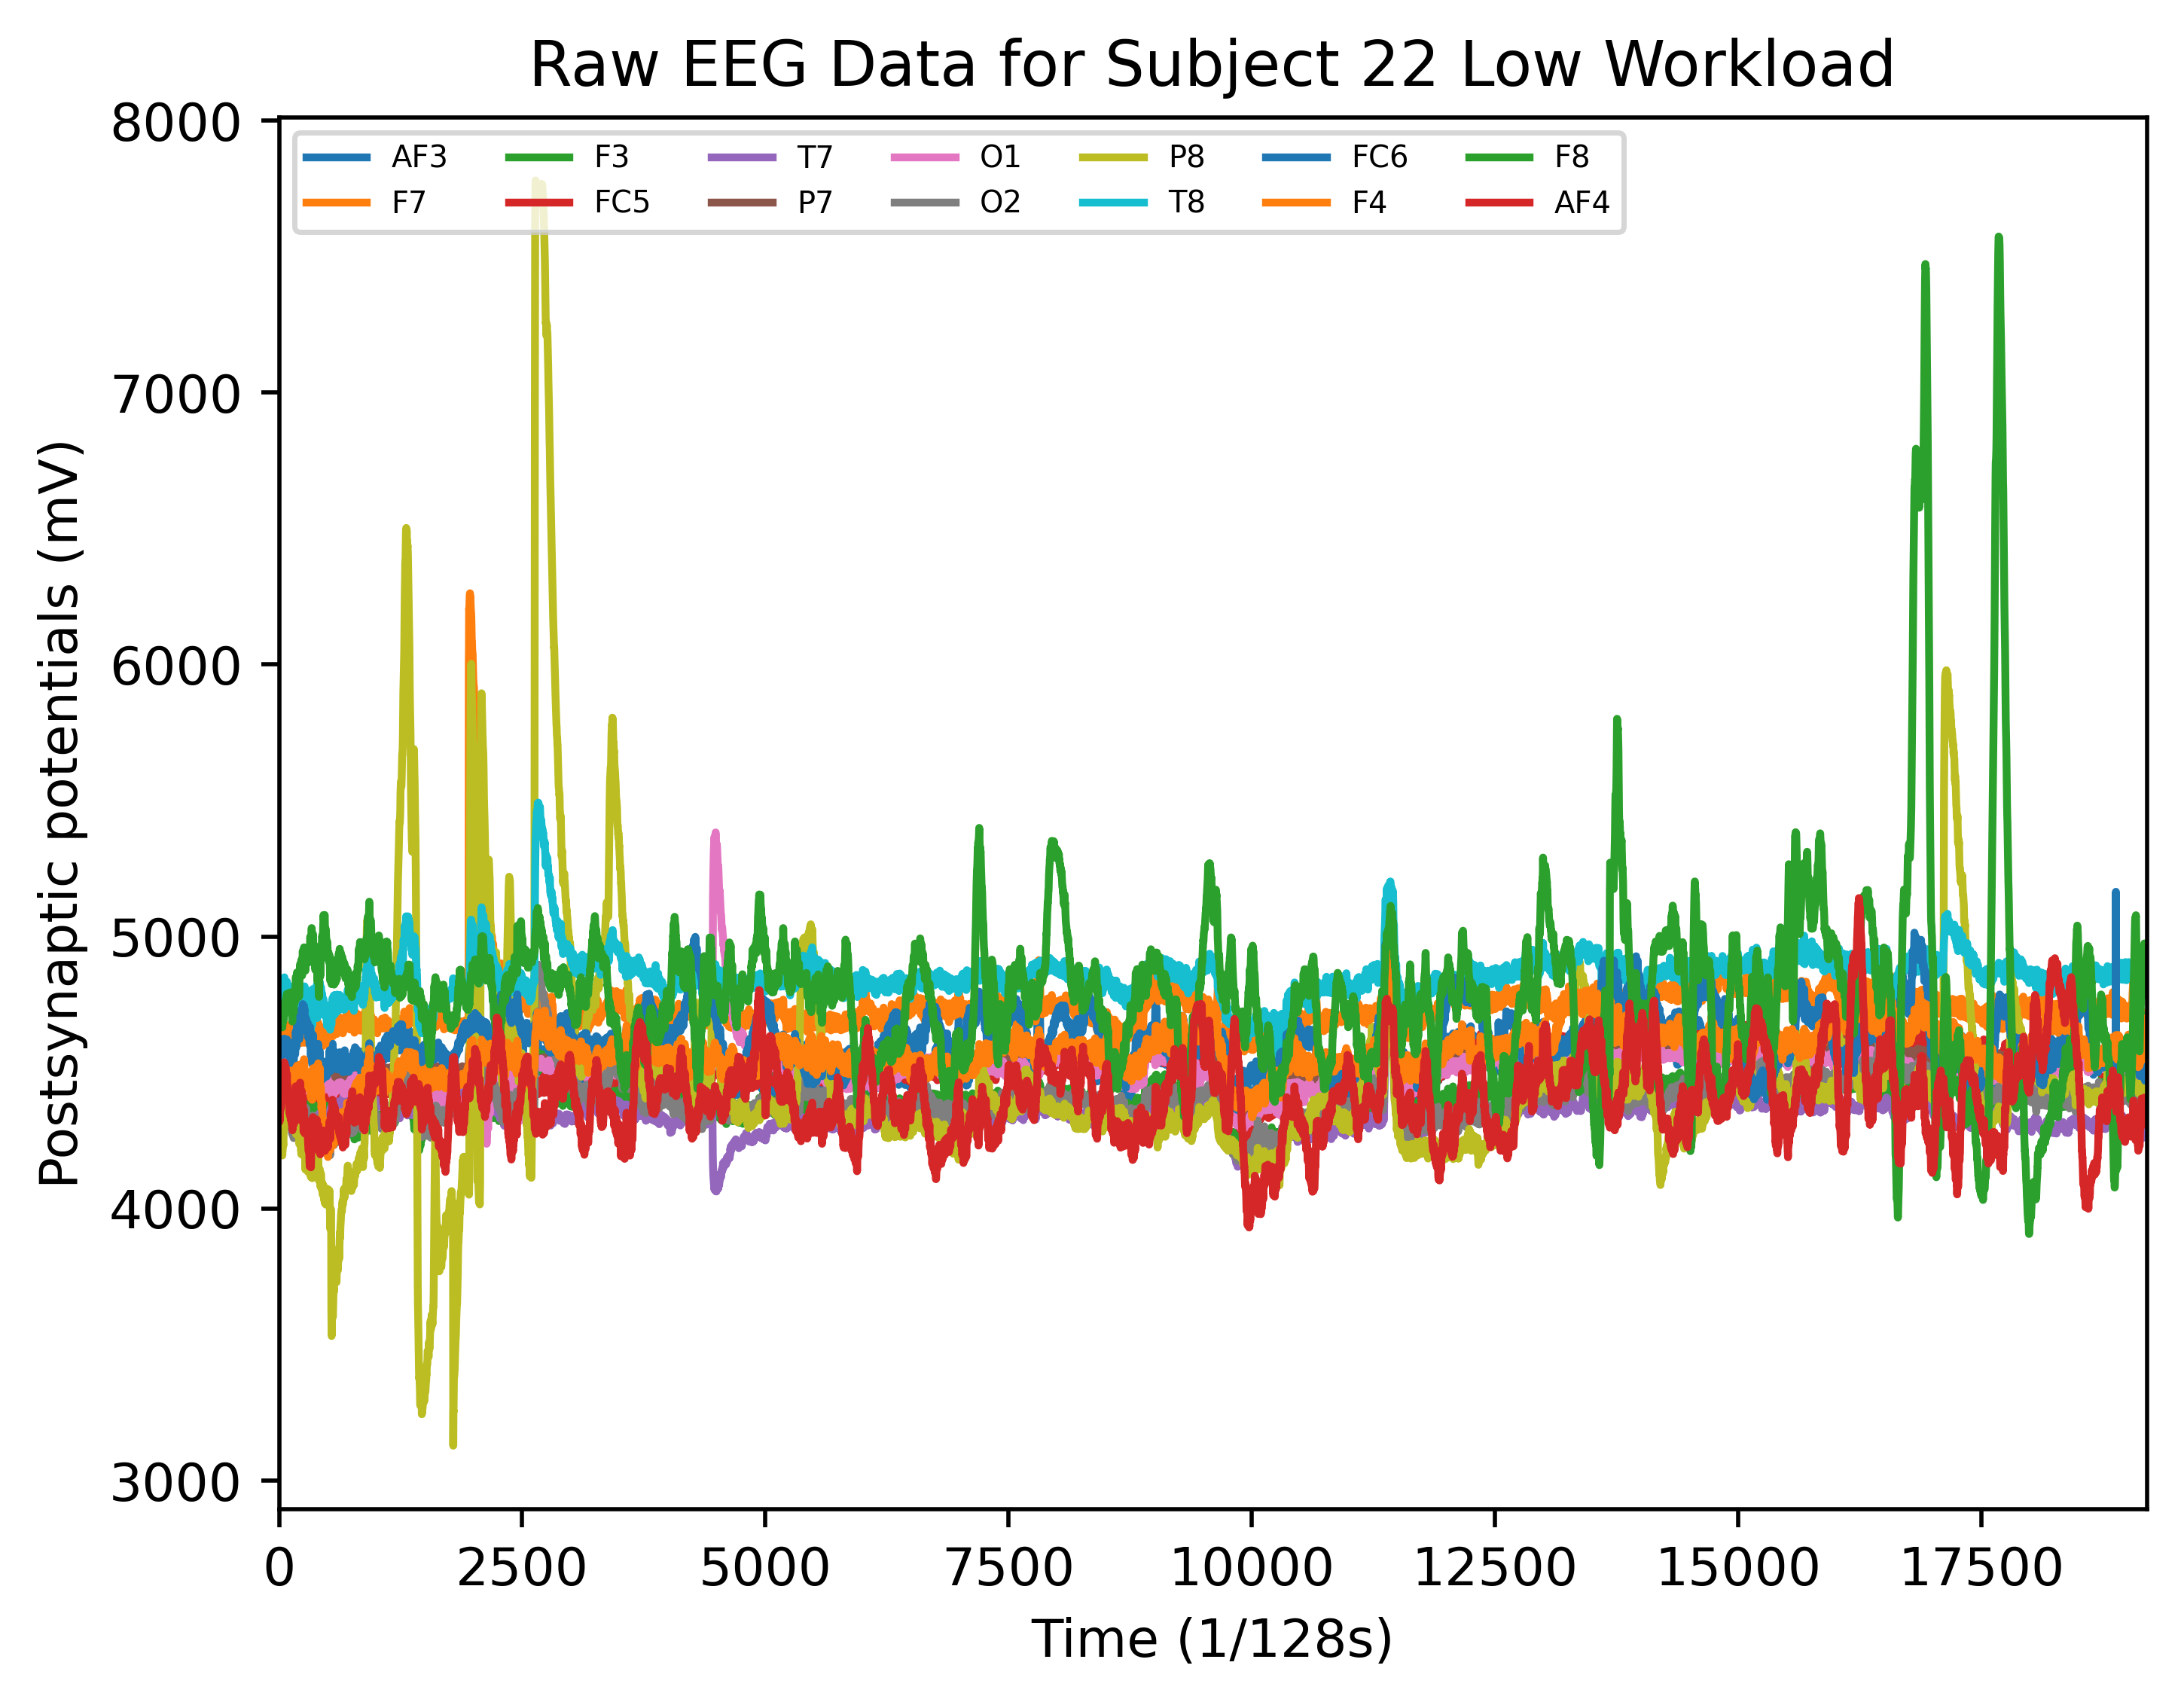 Raw EEG Data for Subject 22 Low Workload
8000
7000
6000
5000
4000
3000
Postsynaptic potentials (mV)
AF3 F3 T7 O1 P8 FC6 F8
F7 FC5 P7 O2 T8 F4 AF4
0 2500 5000 7500 10000 12500 15000 17500
Time (1/128s)